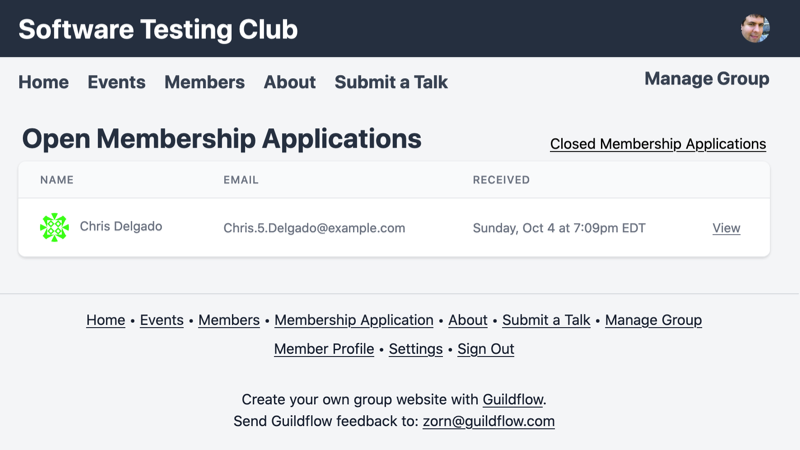 Software Testing Club
Home Events Members About Submit a Talk Manage Group
Open Membership Applications Closed Membership Applications
NAME EMAIL RECEIVED
Chris Delgado Chris.5.Delgado@example.com Sunday, Oct 4 at 7:09pm EDT View
Home • Events • Members • Membership Application • About • Submit a Talk • Manage Group
Member Profile • Settings • Sign Out
Create your own group website with Guildflow.
Send Guildflow feedback to: zorn@guildflow.com